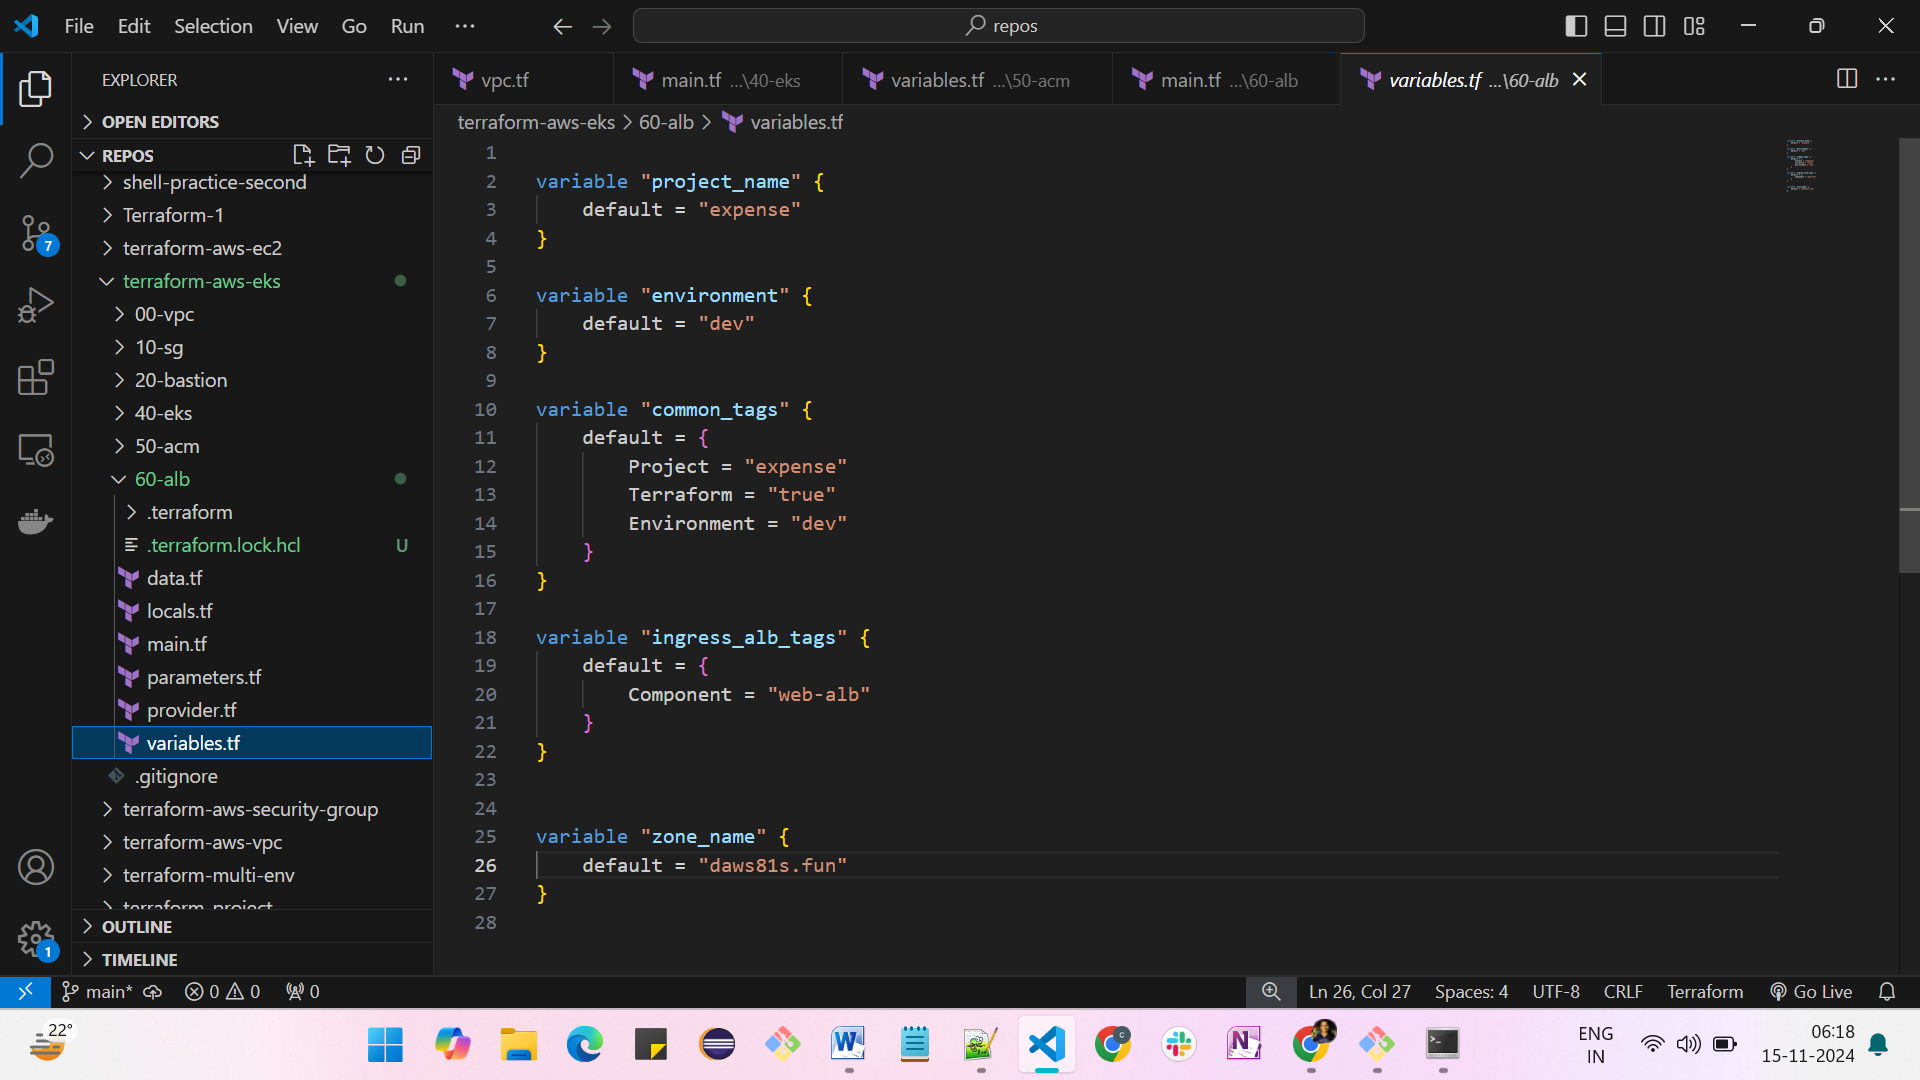 File Edit Selection View Go Run ··· repos
EXPLORER ···
OPEN EDITORS
REPOS
shell-practice-second
Terraform-1
terraform-aws-ec2
terraform-aws-eks
00-vpc
10-sg
20-bastion
40-eks
50-acm
60-alb
.terraform
.terraform.lock.hcl U
data.tf
locals.tf
main.tf
parameters.tf
provider.tf
variables.tf
.gitignore
terraform-aws-security-group
terraform-aws-vpc
terraform-multi-env
terraform-project
OUTLINE
TIMELINE
7
1
vpc.tf main.tf ...\40-eks variables.tf ...\50-acm main.tf ...\60-alb variables.tf ...\60-alb
terraform-aws-eks > 60-alb > variables.tf
1
2 variable "project_name" {
3 default = "expense"
4 }
5
6 variable "environment" {
7 default = "dev"
8 }
9
10 variable "common_tags" {
11 default = {
12 Project = "expense"
13 Terraform = "true"
14 Environment = "dev"
15 }
16 }
17
18 variable "ingress_alb_tags" {
19 default = {
20 Component = "web-alb"
21 }
22 }
23
24
25 variable "zone_name" {
26 default = "daws81s.fun"
27 }
28
main* 0 0 0 Ln 26, Col 27 Spaces: 4 UTF-8 CRLF Terraform Go Live
22° ENG 06:18
IN 15-11-2024